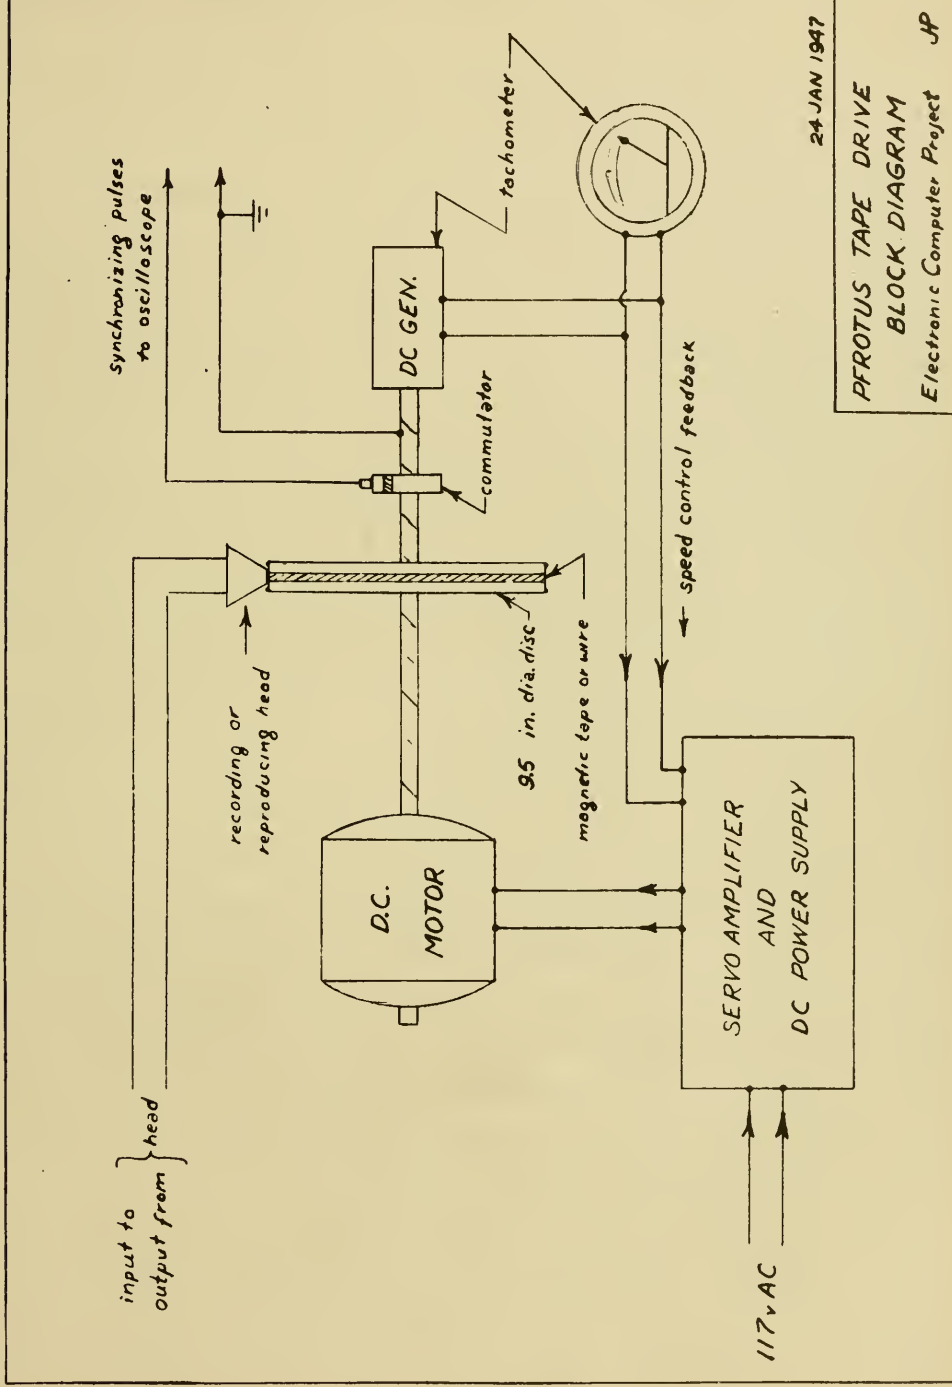 input to
output from
head
recording or
reproducing head
synchronizing pulses
to oscilloscope
D.C.
MOTOR
9.5 in. dia. disc
magnetic tape or wire
commulator
DC GEN.
tachometer
speed control feedback
SERVO AMPLIFIER
AND
DC POWER SUPPLY
117v AC
24 JAN 1947
PFROTUS TAPE DRIVE
BLOCK DIAGRAM
Electronic Computer Project JP